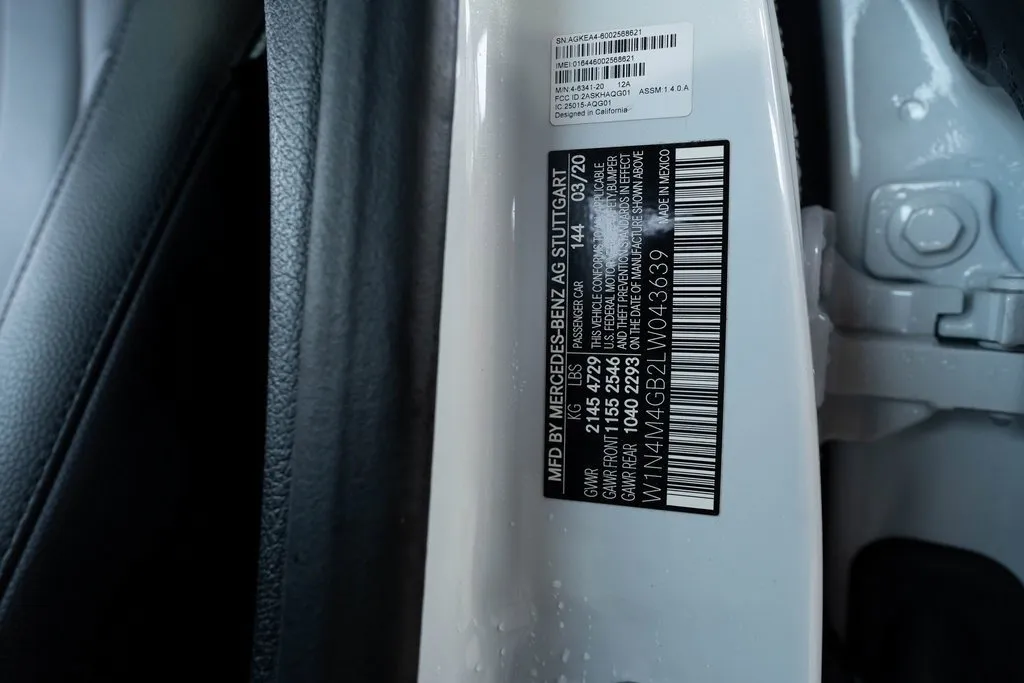 SN:AGKEA4-6002568621
IMEI:016446002568621
M/N:4-6341-20 12A
FCC ID:2ASKHAQG01 ASSM:1.4.0.A
IC:25015-AQG01
Designed in California
MFD BY MERCEDES-BENZ AG STUTTGART
KG LBS PASSENGER CAR 144 03/20
GVWR 2145 4729 THIS VEHICLE CONFORMS TO APPLICABLE
GAWR FRONT 1155 2546 U.S. FEDERAL MOTOR SAFETY/BUMPER
GAWR REAR 1040 2293 AND THEFT PREVENTION STANDARDS IN EFFECT
ON THE DATE OF MANUFACTURE SHOWN ABOVE
W1N4M4GB2LW043639 MADE IN MEXICO